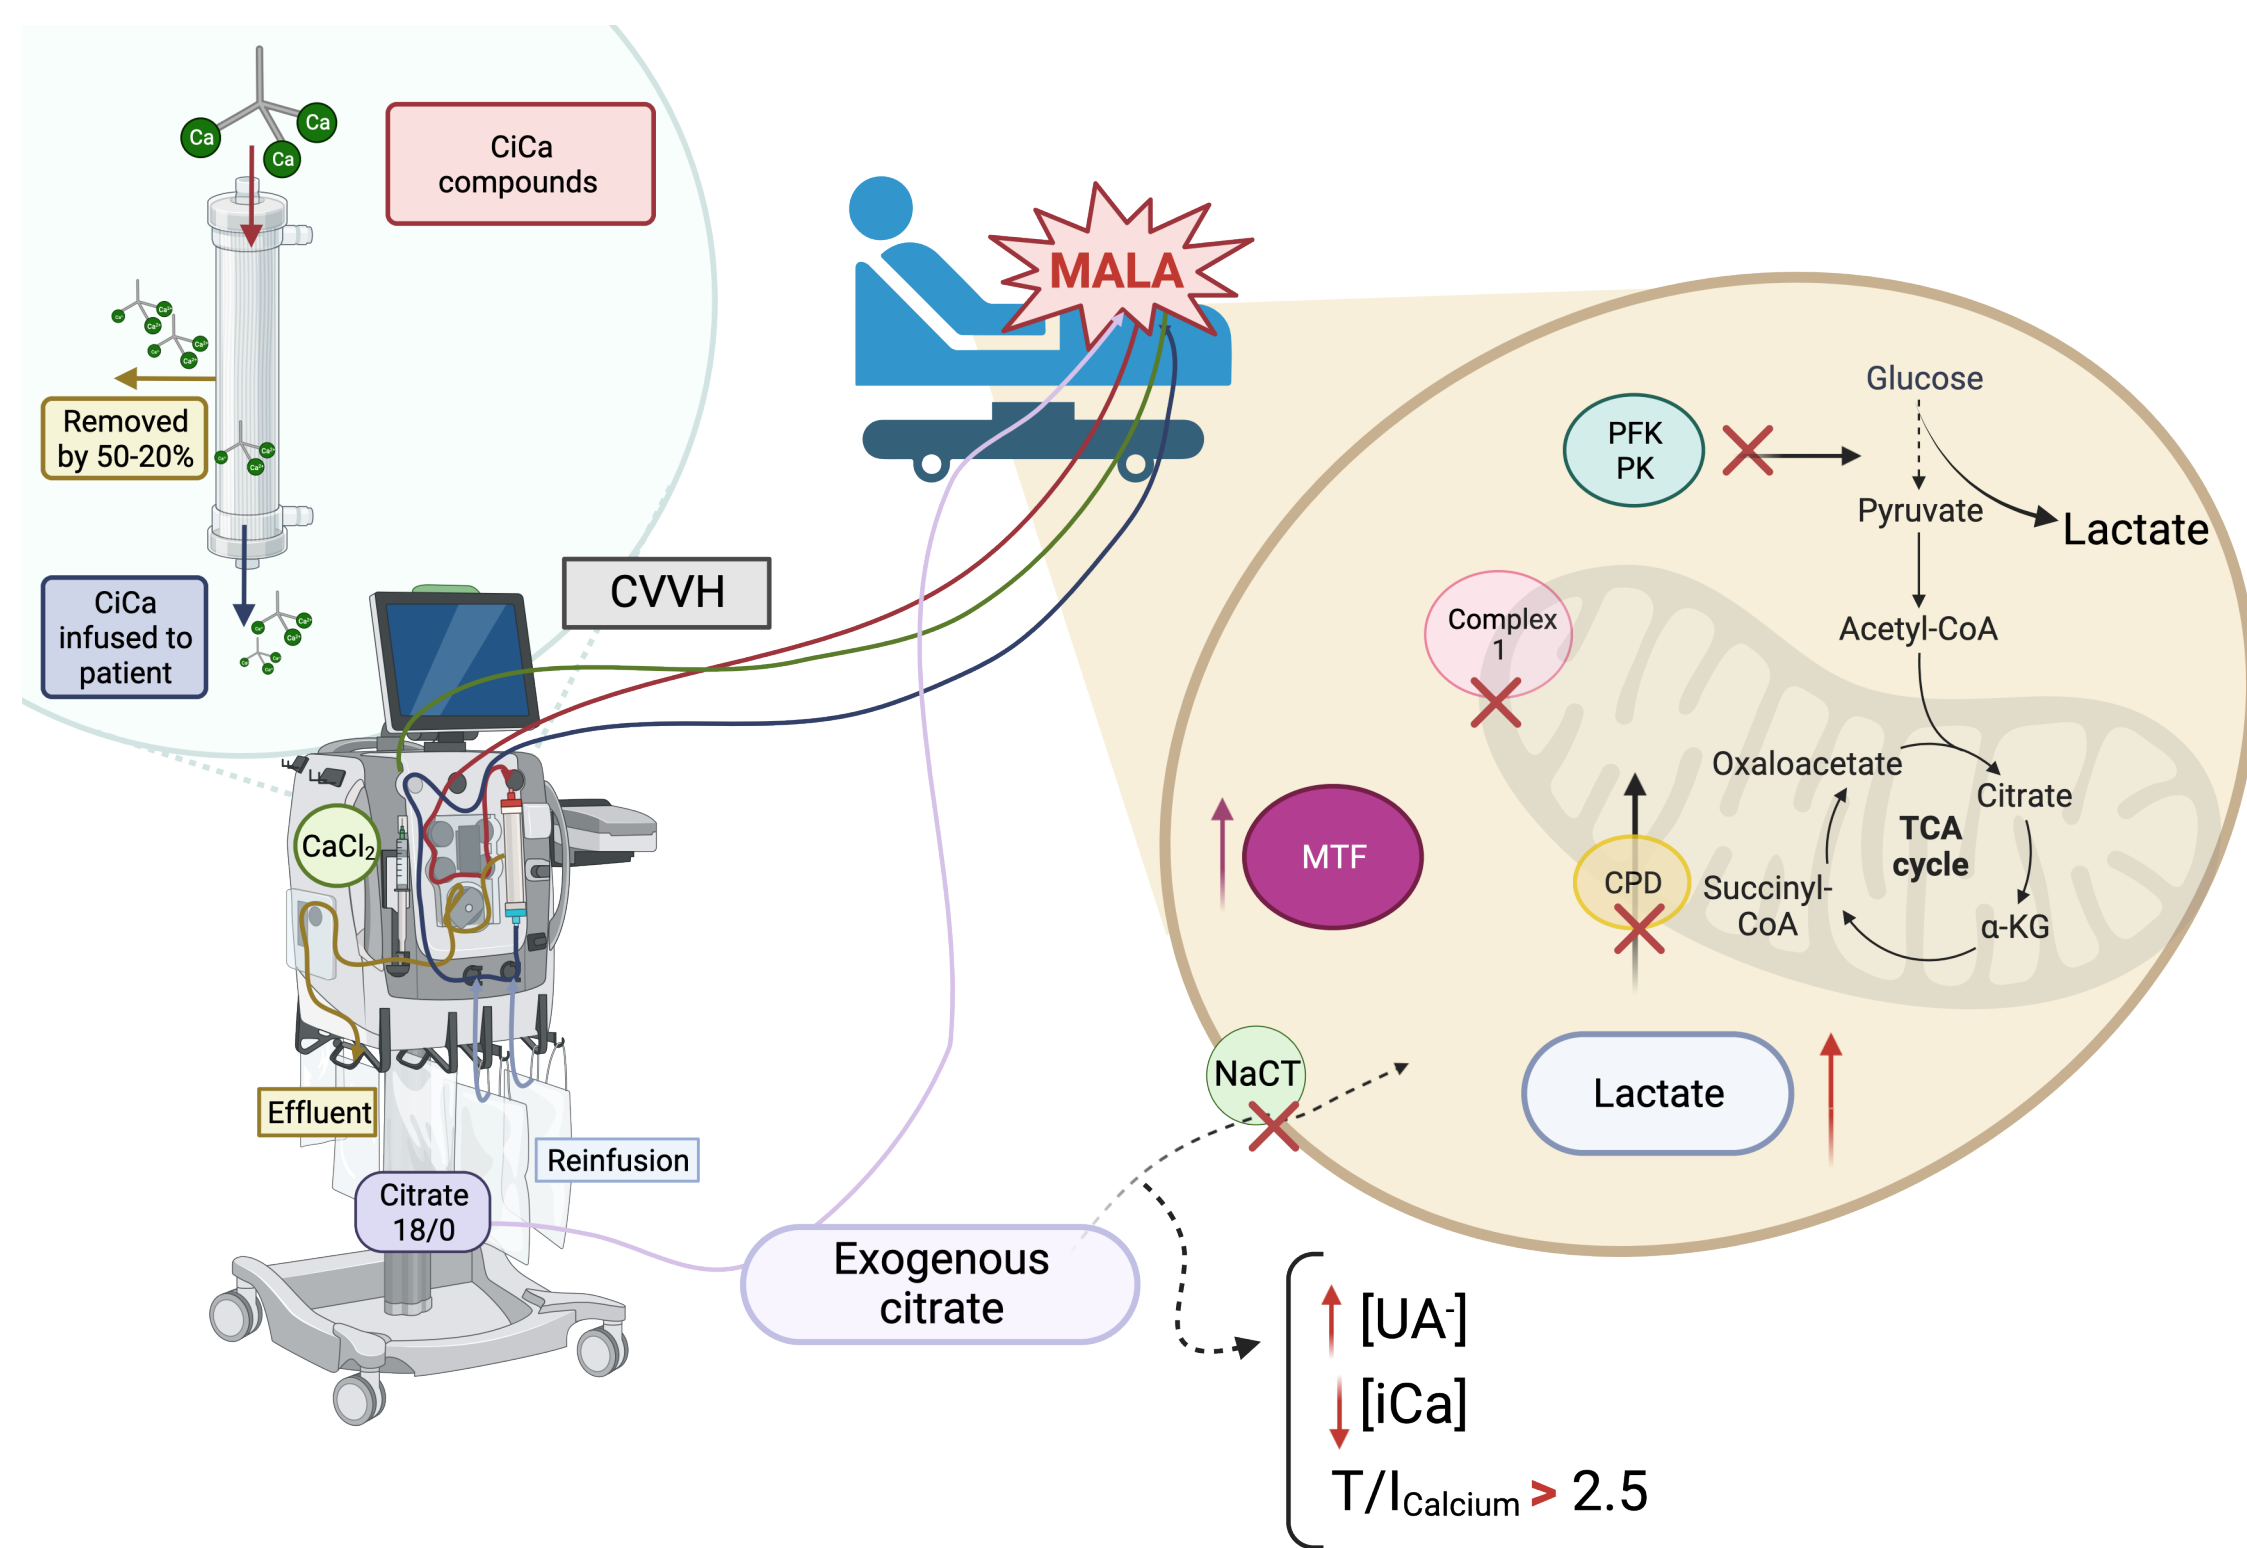 Ca
Ca
Ca
CiCa
compounds
Removed
by 50-20%
CiCa
infused to
patient
CVVH
MALA
CaCl₂
Effluent
Reinfusion
Citrate
18/0
Exogenous
citrate
Glucose
PFK
PK
Pyruvate
Lactate
Complex
1
Acetyl-CoA
Oxaloacetate
Citrate
TCA
cycle
Succinyl-
CoA
α-KG
MTF
CPD
NaCT
Lactate
[UA⁻]
[iCa]
T/I Calcium > 2.5